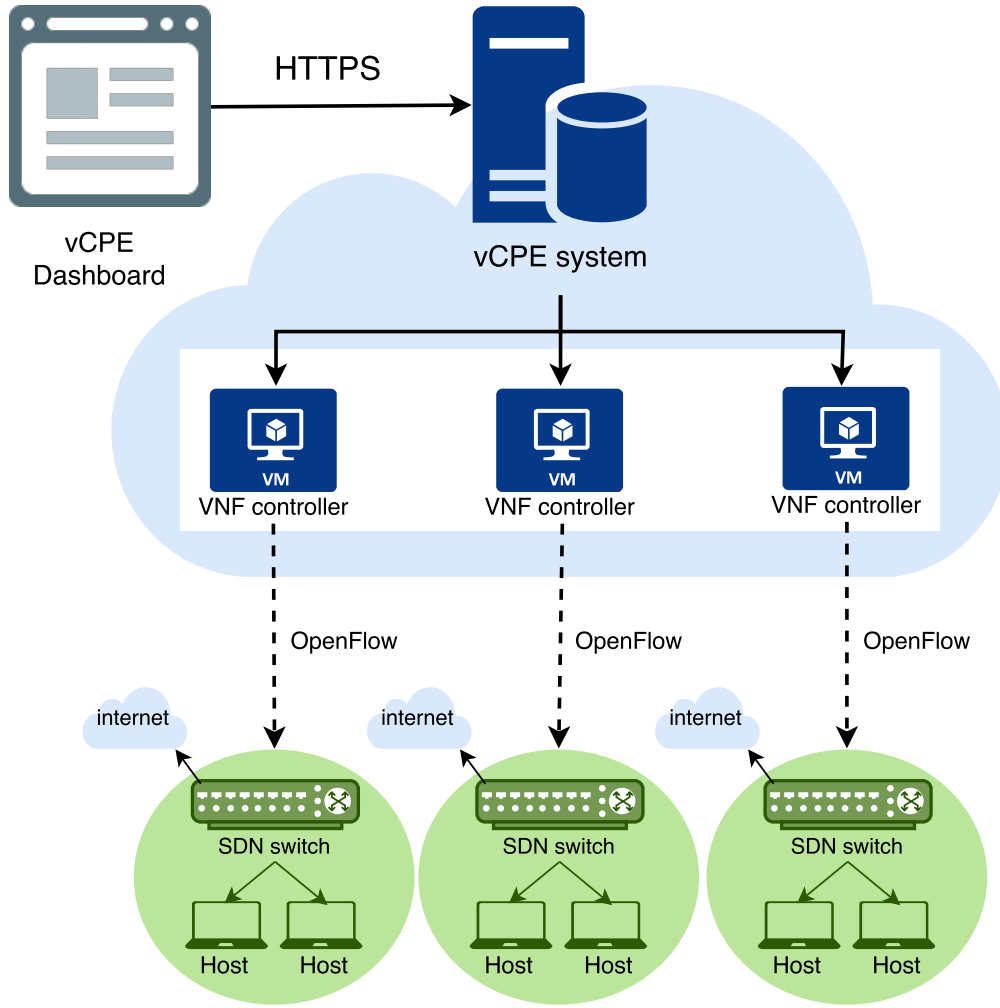 HTTPS
vCPE
Dashboard
vCPE system
VM
VM
VM
VNF controller
VNF controller
VNF controller
OpenFlow
OpenFlow
OpenFlow
internet
internet
internet
SDN switch
SDN switch
SDN switch
Host
Host
Host
Host
Host
Host